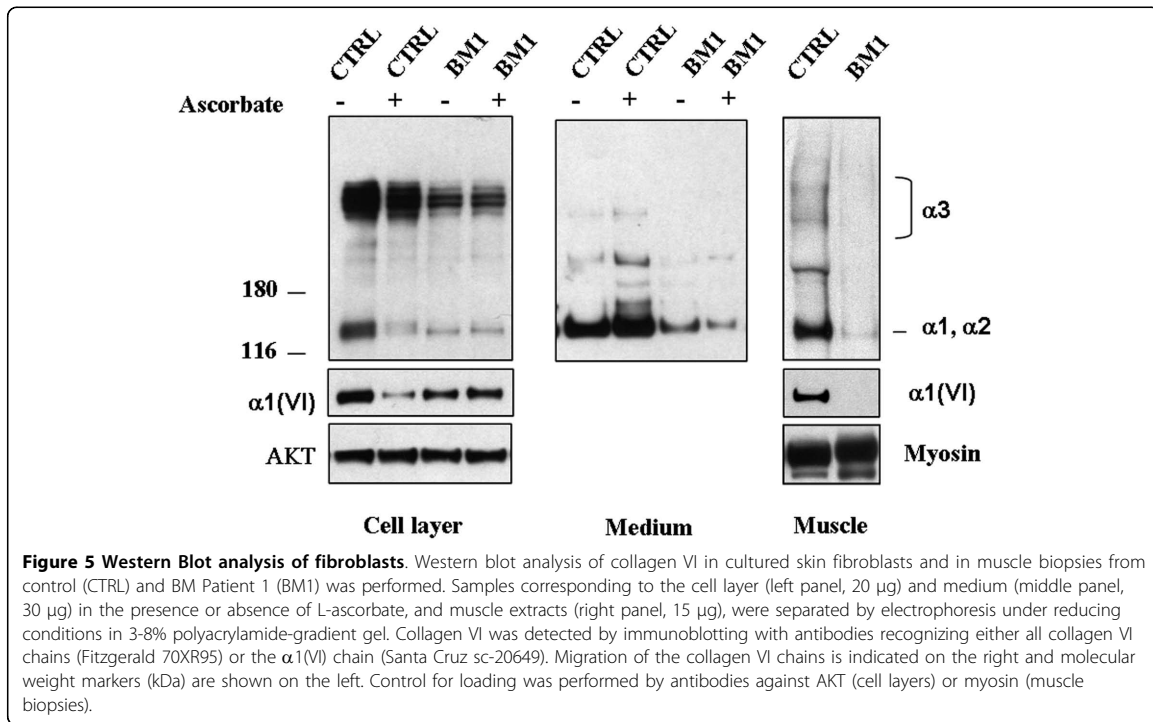 CTRL CTRL BM1 BM1 CTRL CTRL BM1 BM1 CTRL BM1
Ascorbate - + - + - + - +
α3
180
α1, α2
116
α1(VI) α1(VI)
AKT Myosin
Cell layer Medium Muscle
Figure 5 Western Blot analysis of fibroblasts. Western blot analysis of collagen VI in cultured skin fibroblasts and in muscle biopsies from
control (CTRL) and BM Patient 1 (BM1) was performed. Samples corresponding to the cell layer (left panel, 20 μg) and medium (middle panel,
30 μg) in the presence or absence of L-ascorbate, and muscle extracts (right panel, 15 μg), were separated by electrophoresis under reducing
conditions in 3-8% polyacrylamide-gradient gel. Collagen VI was detected by immunoblotting with antibodies recognizing either all collagen VI
chains (Fitzgerald 70XR95) or the α1(VI) chain (Santa Cruz sc-20649). Migration of the collagen VI chains is indicated on the right and molecular
weight markers (kDa) are shown on the left. Control for loading was performed by antibodies against AKT (cell layers) or myosin (muscle
biopsies).